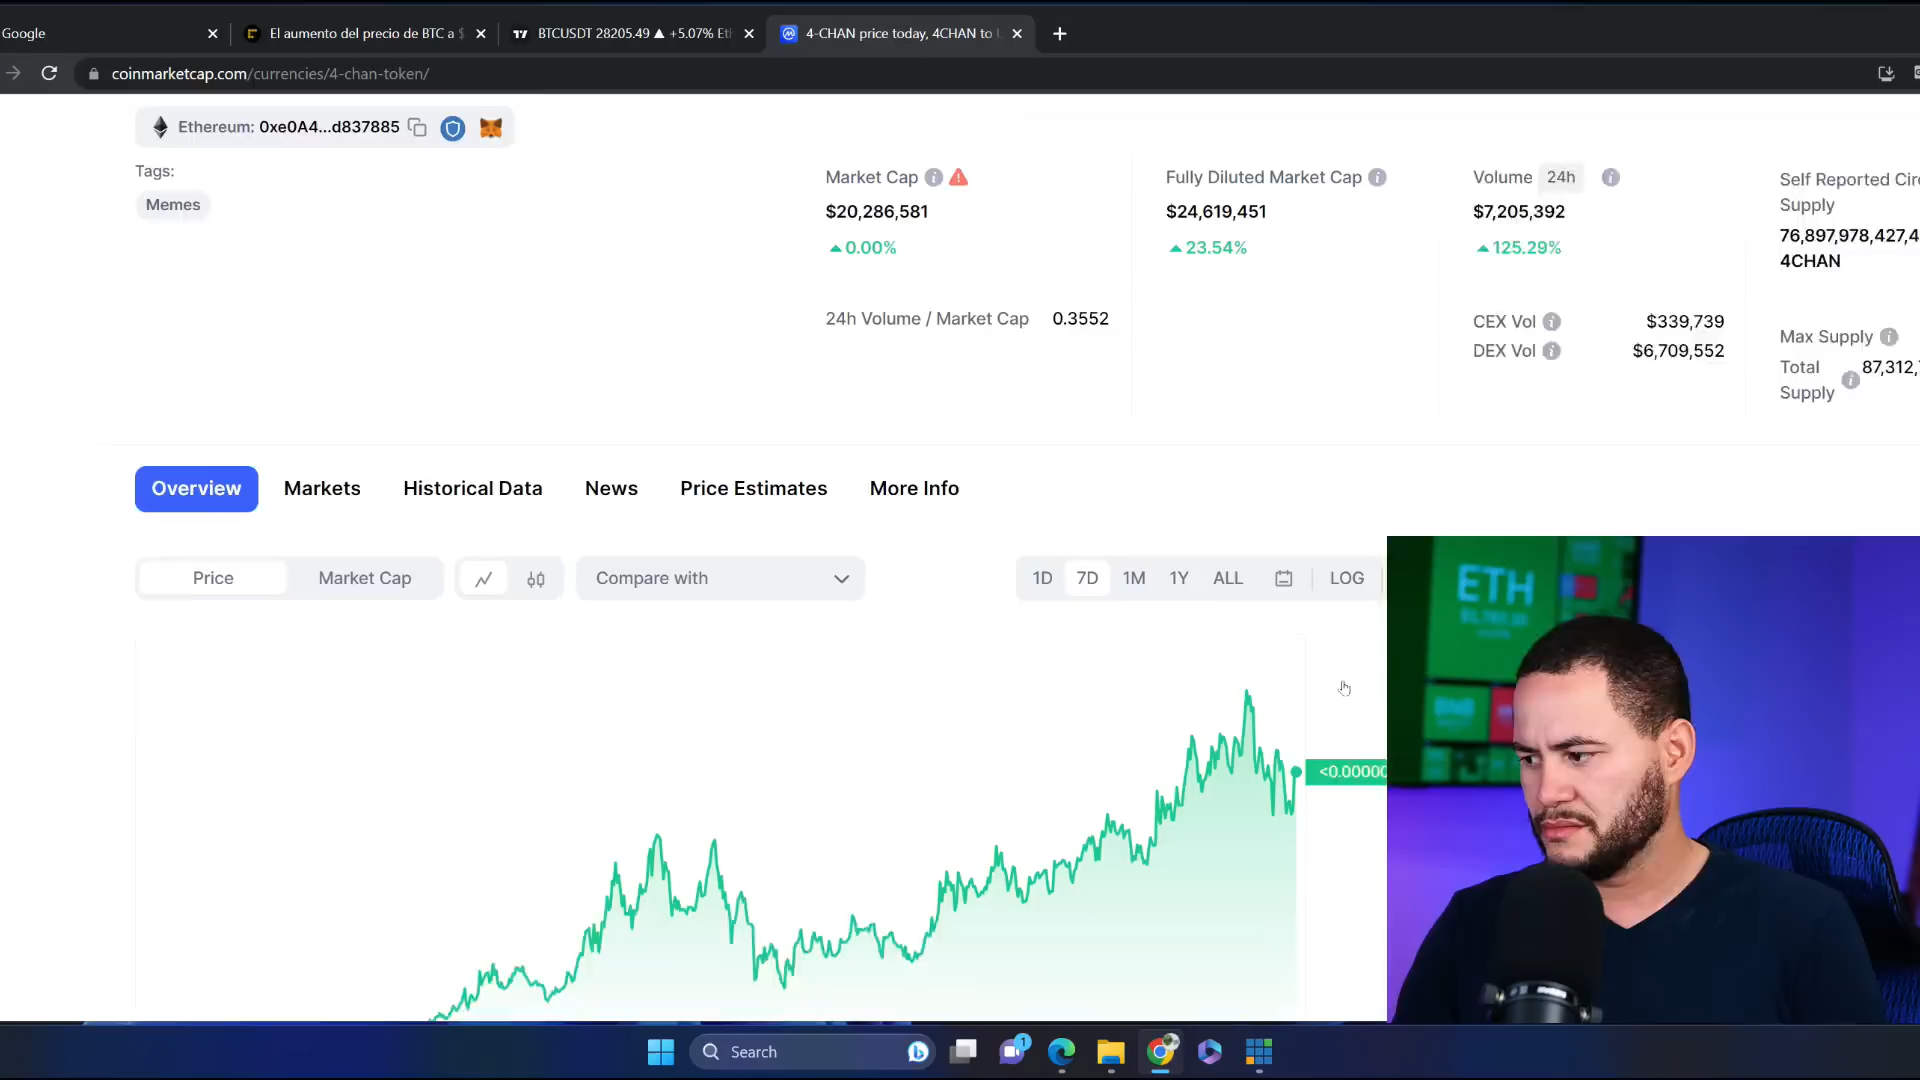 Google
El aumento del precio de BTC a $
BTCUSDT 28205.49 ▲ +5.07% Et
4-CHAN price today, 4CHAN to
coinmarketcap.com/currencies/4-chan-token/
Ethereum: 0xe0A4...d837885
Tags:
Memes
Market Cap
$20,286,581
0.00%
24h Volume / Market Cap 0.3552
Fully Diluted Market Cap
$24,619,451
23.54%
Volume 24h
$7,205,392
125.29%
CEX Vol $339,739
DEX Vol $6,709,552
Self Reported Circ
Supply
76,897,978,427,4
4CHAN
Max Supply
Total 87,312,
Supply
Overview Markets Historical Data News Price Estimates More Info
Price Market Cap Compare with 1D 7D 1M 1Y ALL LOG
<0.00000
ETH
BNB
Search
1